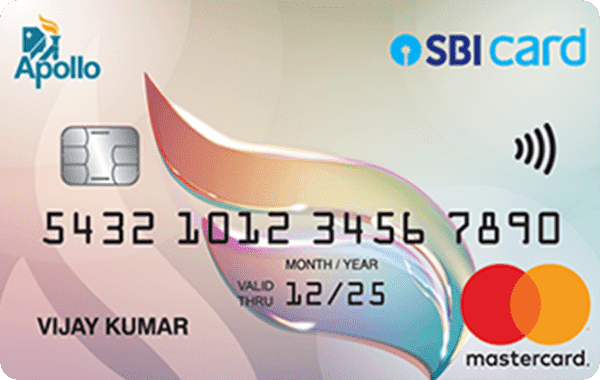 Apollo
SBI card
5432 1012 3456 7890
MONTH / YEAR
VALID THRU 12/25
VIJAY KUMAR
mastercard.